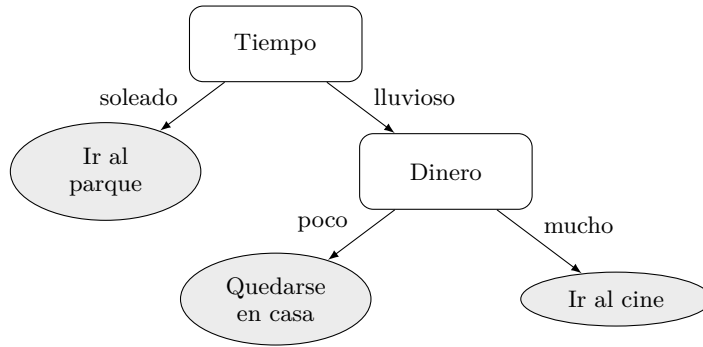 Tiempo
soleado
lluvioso
Ir al
parque
Dinero
poco
mucho
Quedarse
en casa
Ir al cine